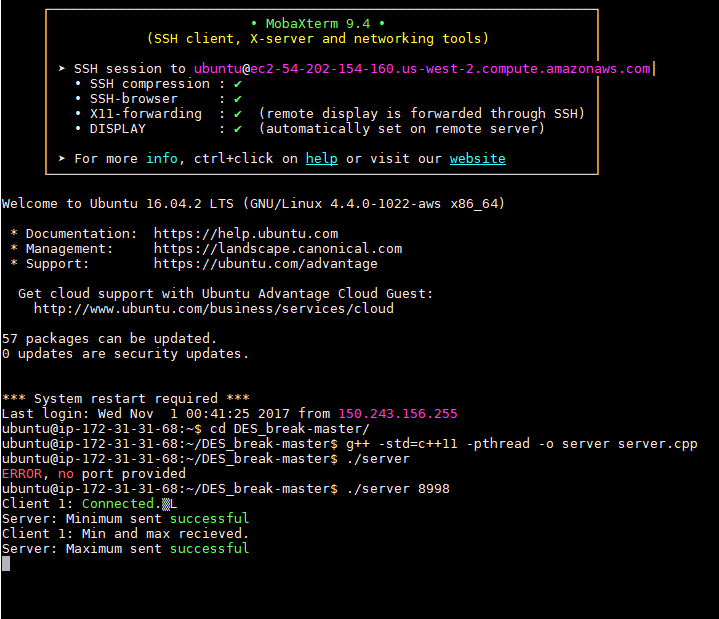 • MobaXterm 9.4 •
(SSH client, X-server and networking tools)
➤ SSH session to ubuntu@ec2-54-202-154-160.us-west-2.compute.amazonaws.com
• SSH compression : ✔
• SSH-browser : ✔
• X11-forwarding : ✔ (remote display is forwarded through SSH)
• DISPLAY : ✔ (automatically set on remote server)
➤ For more info, ctrl+click on help or visit our website
Welcome to Ubuntu 16.04.2 LTS (GNU/Linux 4.4.0-1022-aws x86_64)
* Documentation: https://help.ubuntu.com
* Management: https://landscape.canonical.com
* Support: https://ubuntu.com/advantage
Get cloud support with Ubuntu Advantage Cloud Guest:
http://www.ubuntu.com/business/services/cloud
57 packages can be updated.
0 updates are security updates.
*** System restart required ***
Last login: Wed Nov 1 00:41:25 2017 from 150.243.156.255
ubuntu@ip-172-31-31-68:~$ cd DES_break-master/
ubuntu@ip-172-31-31-68:~/DES_break-master$ g++ -std=c++11 -pthread -o server server.cpp
ubuntu@ip-172-31-31-68:~/DES_break-master$ ./server
ERROR, no port provided
ubuntu@ip-172-31-31-68:~/DES_break-master$ ./server 8998
Client 1: Connected.▒L
Server: Minimum sent successful
Client 1: Min and max recieved.
Server: Maximum sent successful